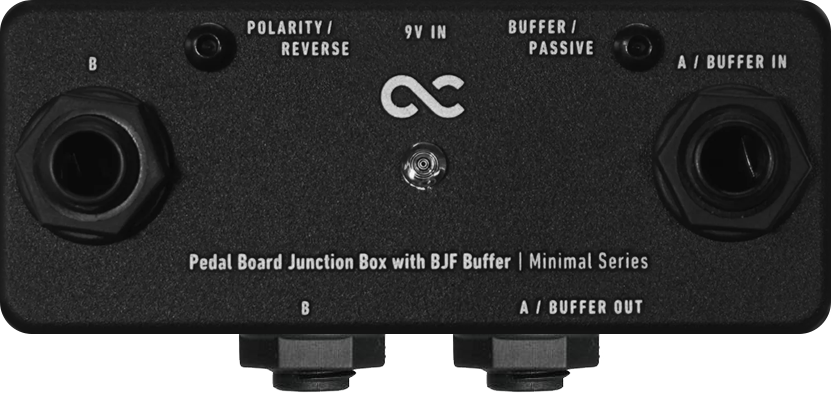 POLARITY /
REVERSE
9V IN
BUFFER /
PASSIVE
B
A / BUFFER IN
Pedal Board Junction Box with BJF Buffer | Minimal Series
B
A / BUFFER OUT